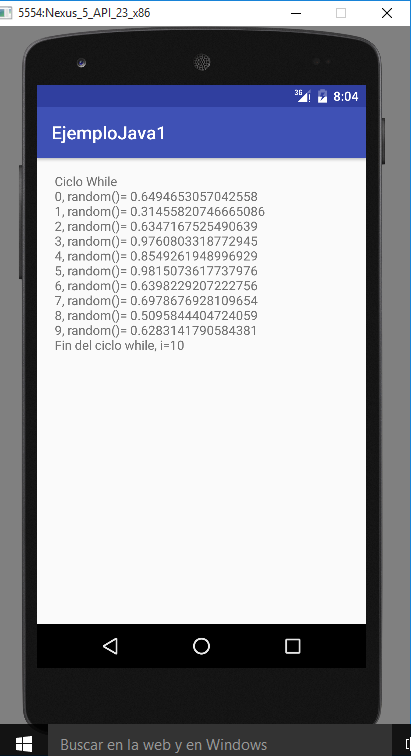 5554:Nexus_5_API_23_x86
3G 8:04
EjemploJava1
Ciclo While
0, random()= 0.6494653057042558
1, random()= 0.31455820746665086
2, random()= 0.6347167525490639
3, random()= 0.9760803318772945
4, random()= 0.8549261948996929
5, random()= 0.9815073617737976
6, random()= 0.6398229207222756
7, random()= 0.6978676928109654
8, random()= 0.5095844404724059
9, random()= 0.6283141790584381
Fin del ciclo while, i=10
Buscar en la web y en Windows